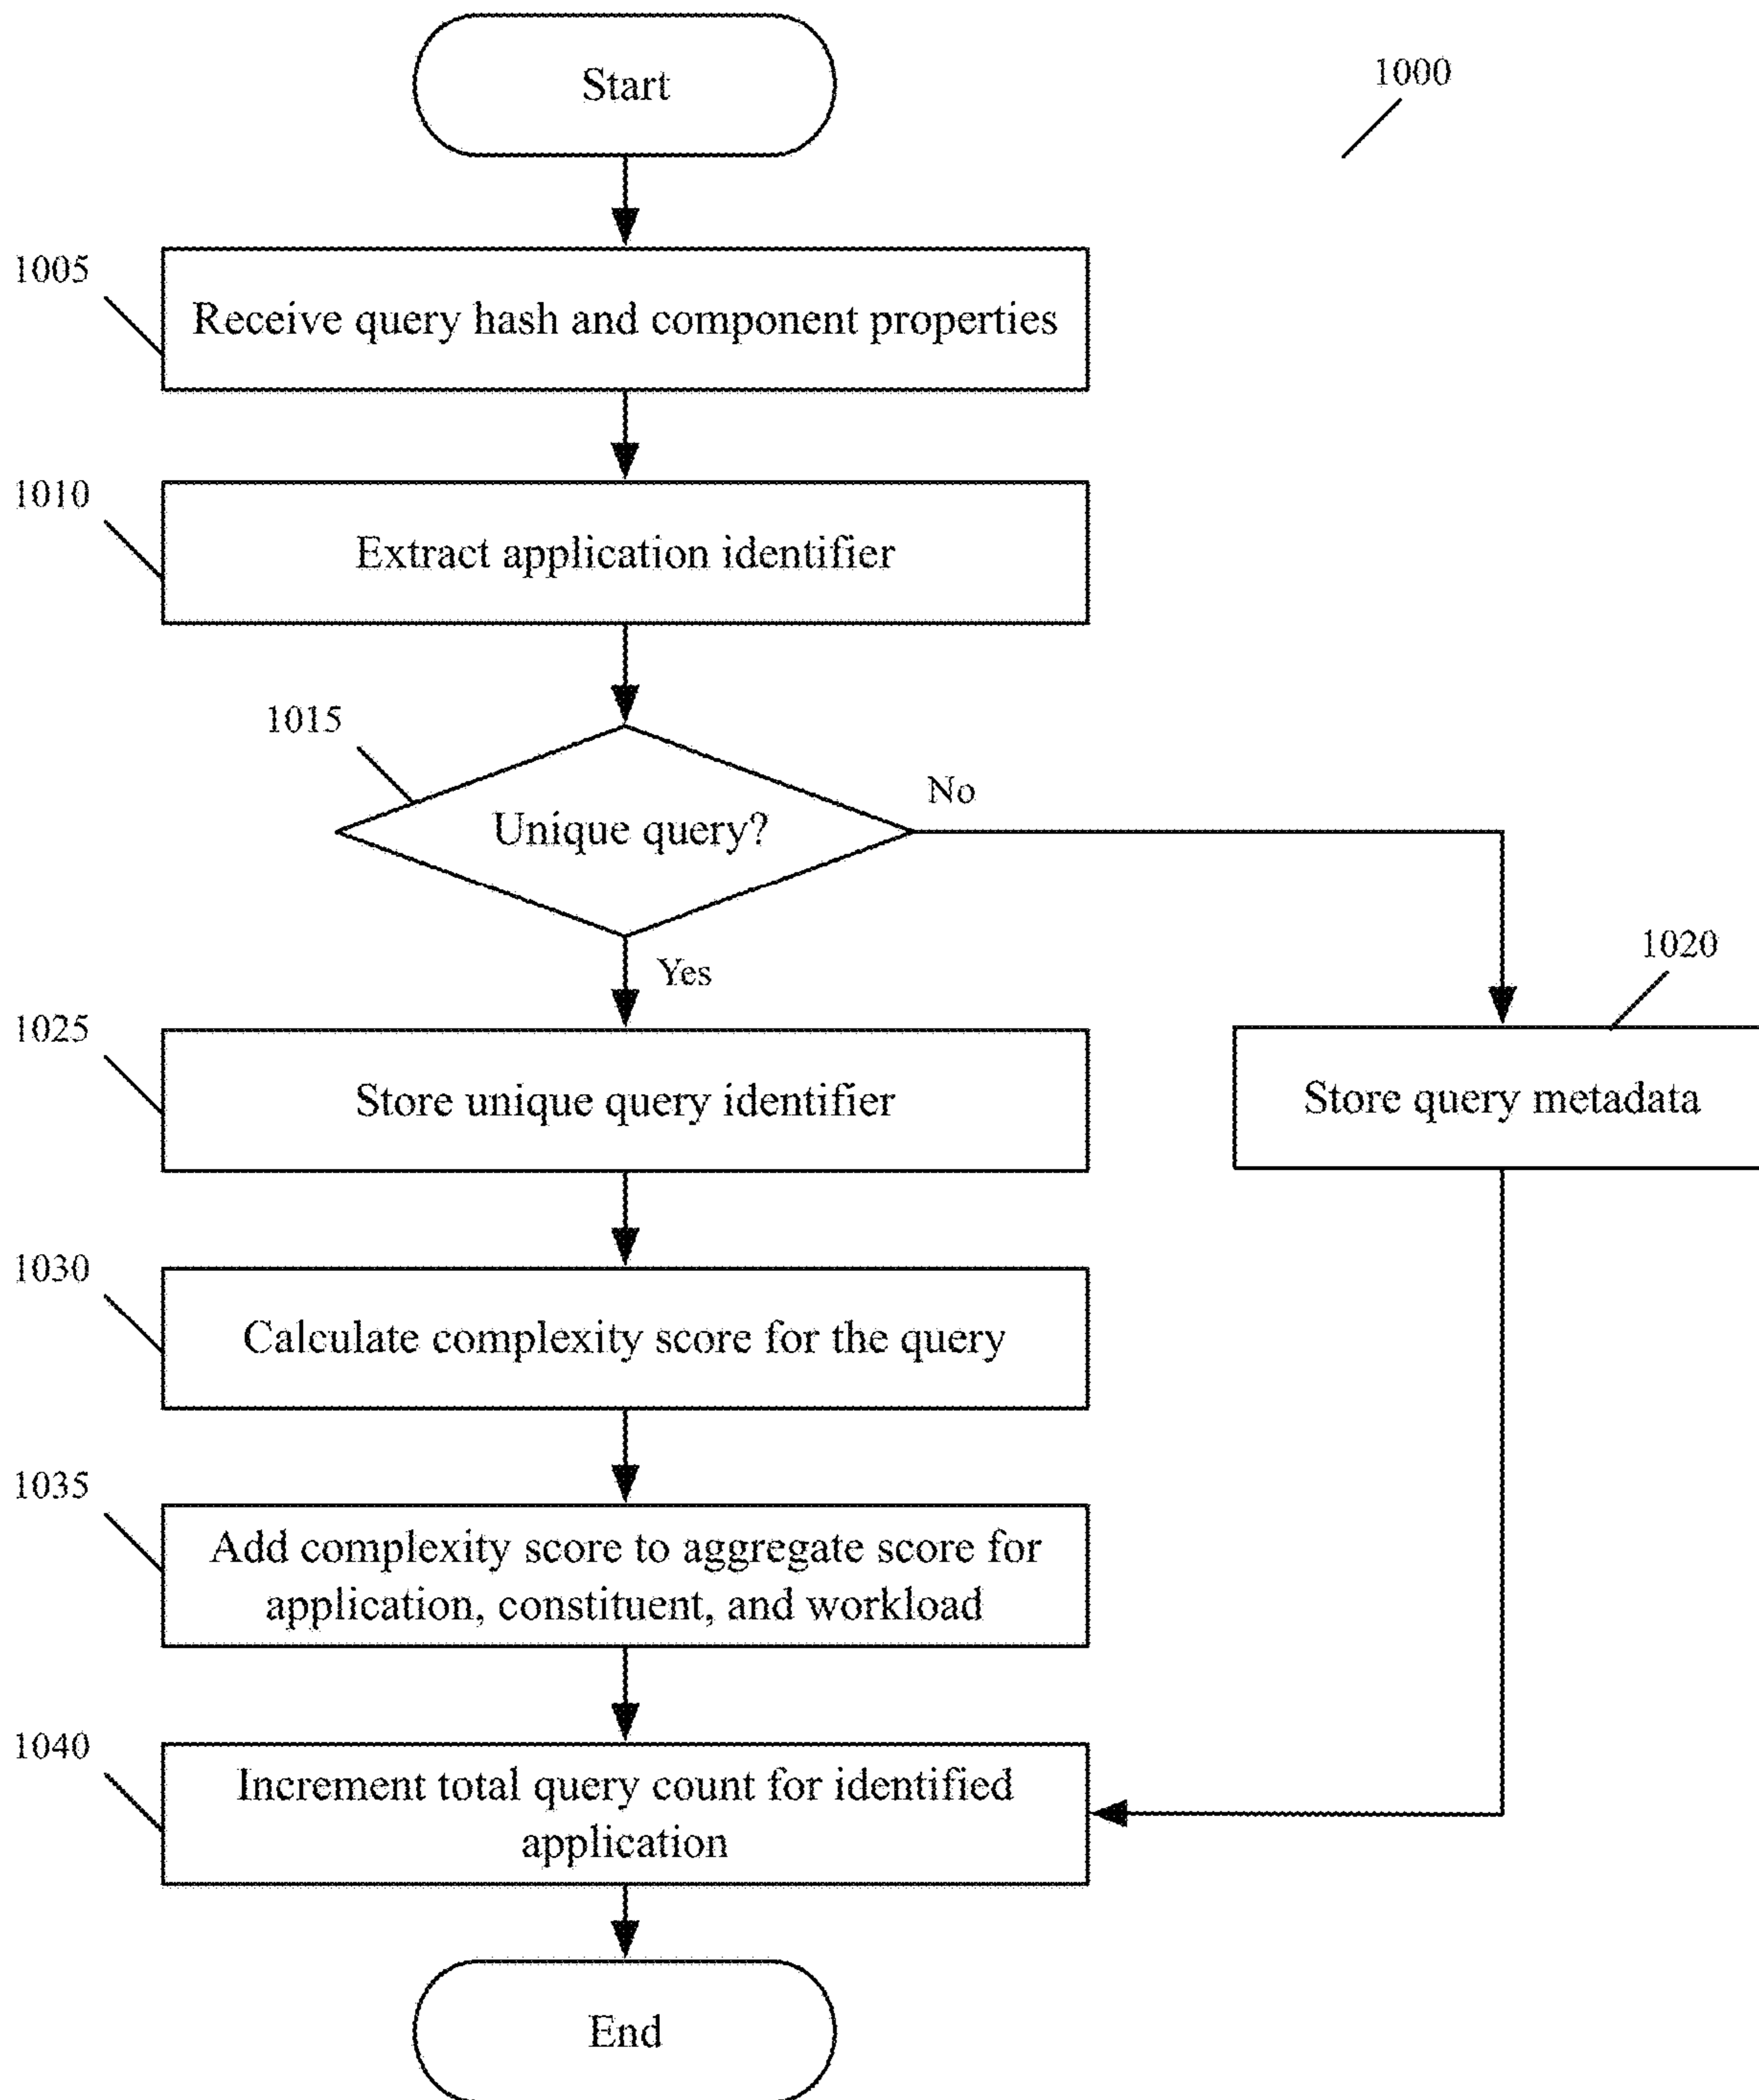 Start
1000
1005
Receive query hash and component properties
1010
Extract application identifier
1015
Unique query?
No
Yes
1020
1025
Store unique query identifier
Store query metadata
1030
Calculate complexity score for the query
1035
Add complexity score to aggregate score for
application, constituent, and workload
1040
Increment total query count for identified
application
End